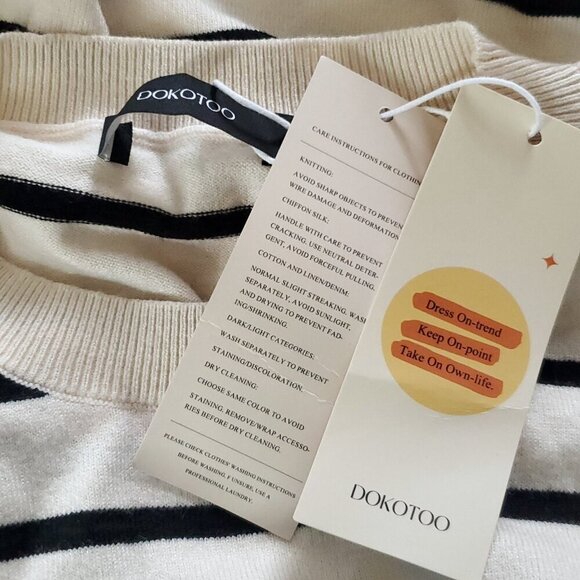 DOKOTOO
CARE INSTRUCTIONS FOR CLOTHIN
KNITTING:
AVOID SHARP OBJECTS TO PREVEN
WIRE DAMAGE AND DEFORMATION
CHIFFON SILK:
HANDLE WITH CARE TO PREVENT
CRACKING. USE NEUTRAL DETER-
GENT, AVOID FORCEFUL PULLING.
COTTON AND LINEN/DENIM:
NORMAL SLIGHT STREAKING, WASH
SEPARATELY, AVOID SUNLIGHT,
AND DRYING TO PREVENT FAD-
ING/SHRINKING.
DARK/LIGHT CATEGORIES:
WASH SEPARATELY TO PREVENT
STAINING/DISCOLORATION.
DRY CLEANING:
CHOOSE SAME COLOR TO AVOID
STAINING, REMOVE/WRAP ACCESSO-
RIES BEFORE DRY CLEANING.
PLEASE CHECK CLOTHES' WASHING INSTRUCTIONS
BEFORE WASHING. F UNSURE, USE A
PROFESSIONAL LAUNDRY.
Dress On-trend
Keep On-point
Take On Own-life.
DOKOTOO